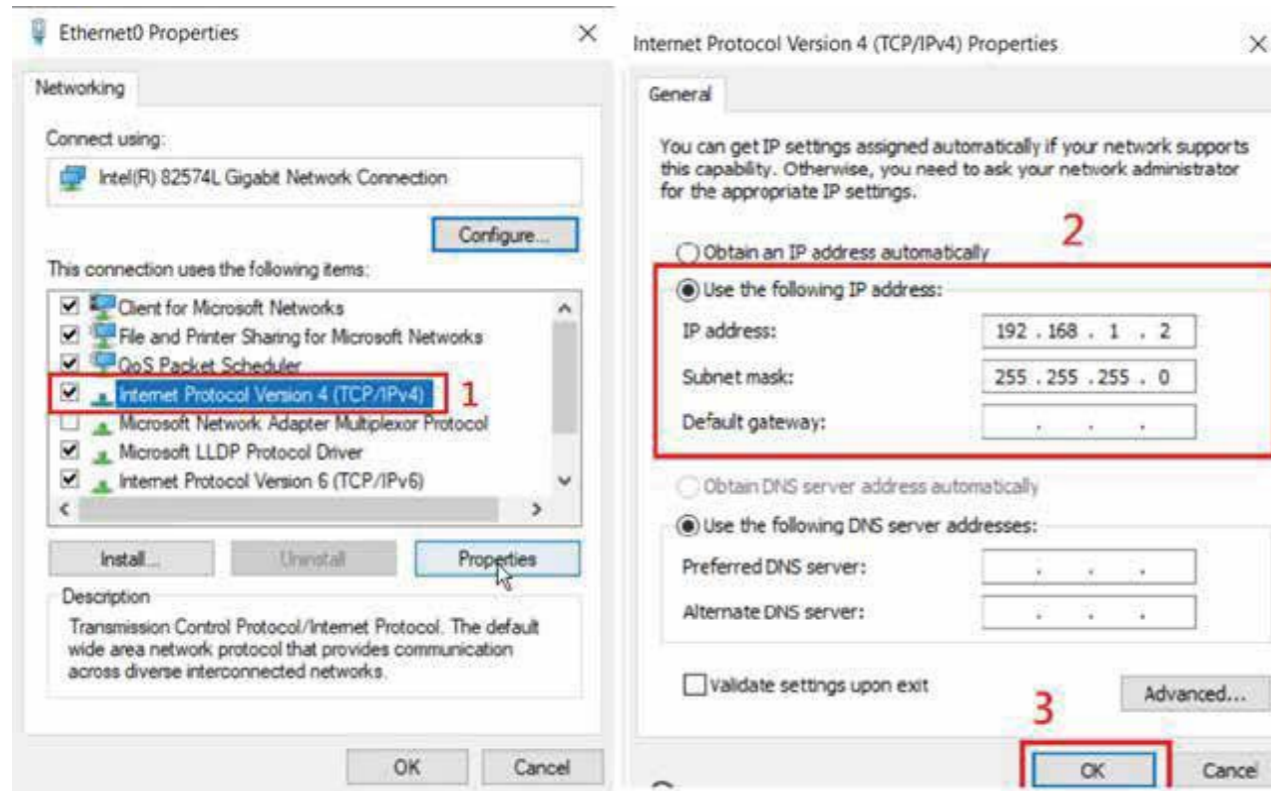 Ethernet0 Properties
Networking
Connect using:
Intel(R) 82574L Gigabit Network Connection
Configure...
This connection uses the following items:
Client for Microsoft Networks
File and Printer Sharing for Microsoft Networks
QoS Packet Scheduler
Internet Protocol Version 4 (TCP/IPv4)
1
Microsoft Network Adapter Multiplexor Protocol
Microsoft LLDP Protocol Driver
Internet Protocol Version 6 (TCP/IPv6)
Install...
Uninstall
Properties
Description
Transmission Control Protocol/Internet Protocol. The default
wide area network protocol that provides communication
across diverse interconnected networks.
OK
Cancel
Internet Protocol Version 4 (TCP/IPv4) Properties
General
You can get IP settings assigned automatically if your network supports
this capability. Otherwise, you need to ask your network administrator
for the appropriate IP settings.
2
Obtain an IP address automatically
Use the following IP address:
IP address:
192 . 168 . 1 . 2
Subnet mask:
255 . 255 . 255 . 0
Default gateway:
. . .
Obtain DNS server address automatically
Use the following DNS server addresses:
Preferred DNS server:
. . .
Alternate DNS server:
. . .
Validate settings upon exit
Advanced...
3
OK
Cancel